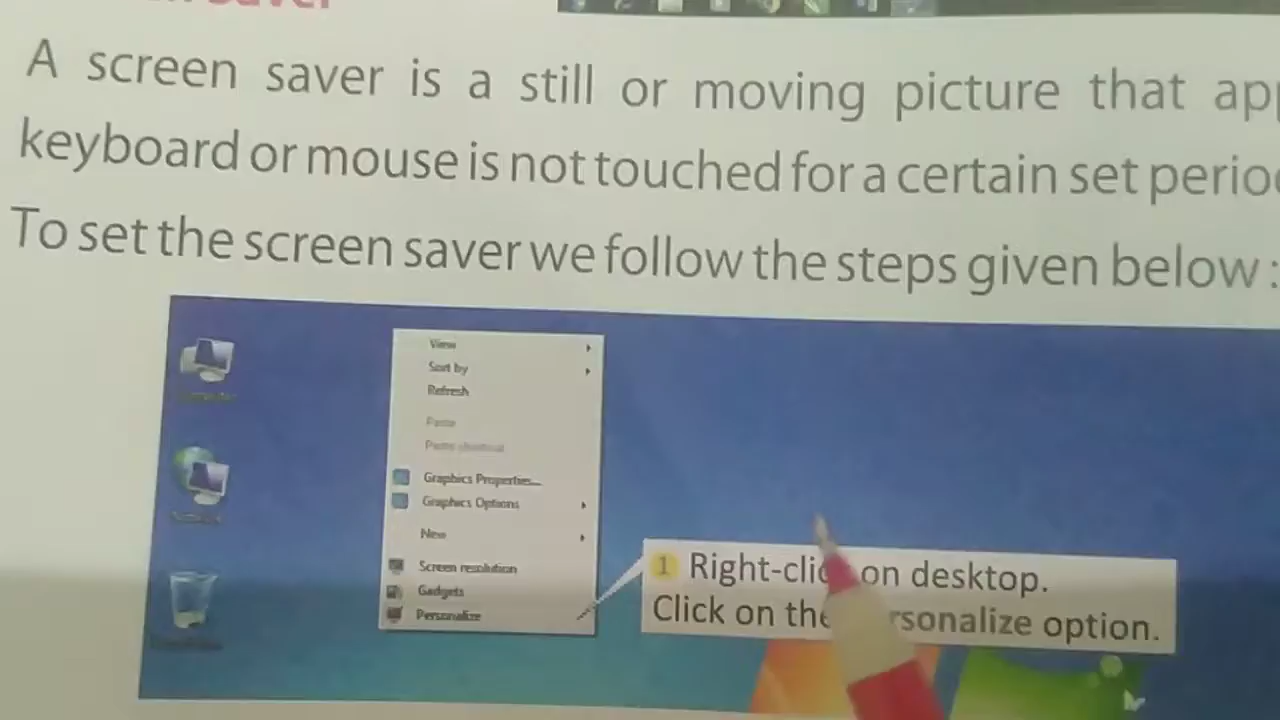 A screen saver is a still or moving picture that app
keyboard or mouse is not touched for a certain set perio
To set the screen saver we follow the steps given below :
View
Sort by
Refresh
Paste
Paste shortcut
Graphics Properties...
Graphics Options
New
Screen resolution
Gadgets
Personalize
1 Right-clic on desktop.
Click on the rsonalize option.